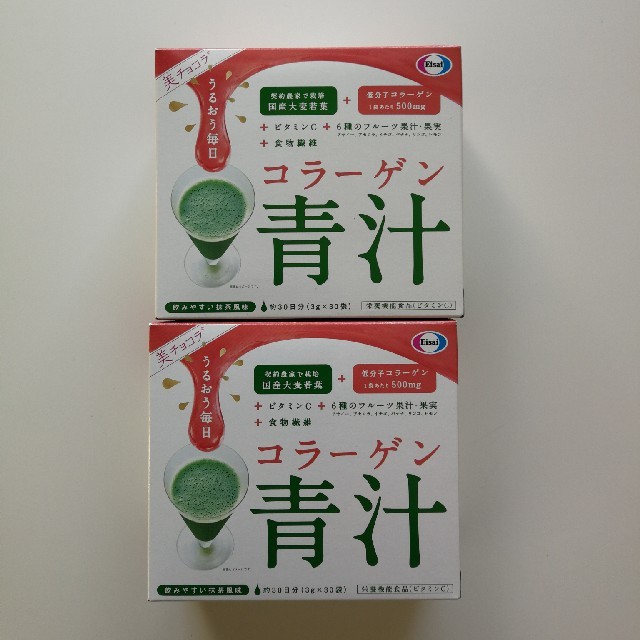 美チョコラ
Eisai
うるおう毎日
契約農家で栽培
国産大麦若葉
+
低分子コラーゲン
1袋あたり500mg
+ ビタミンC + 6種のフルーツ果汁・果実
+ 食物繊維
コラーゲン
青汁
飲みやすい抹茶風味
約30日分(3g×30袋)
栄養機能食品(ビタミンC)
美チョコラ
Eisai
うるおう毎日
契約農家で栽培
国産大麦若葉
+
低分子コラーゲン
1袋あたり500mg
+ ビタミンC + 6種のフルーツ果汁・果実
+ 食物繊維
コラーゲン
青汁
飲みやすい抹茶風味
約30日分(3g×30袋)
栄養機能食品(ビタミンC)